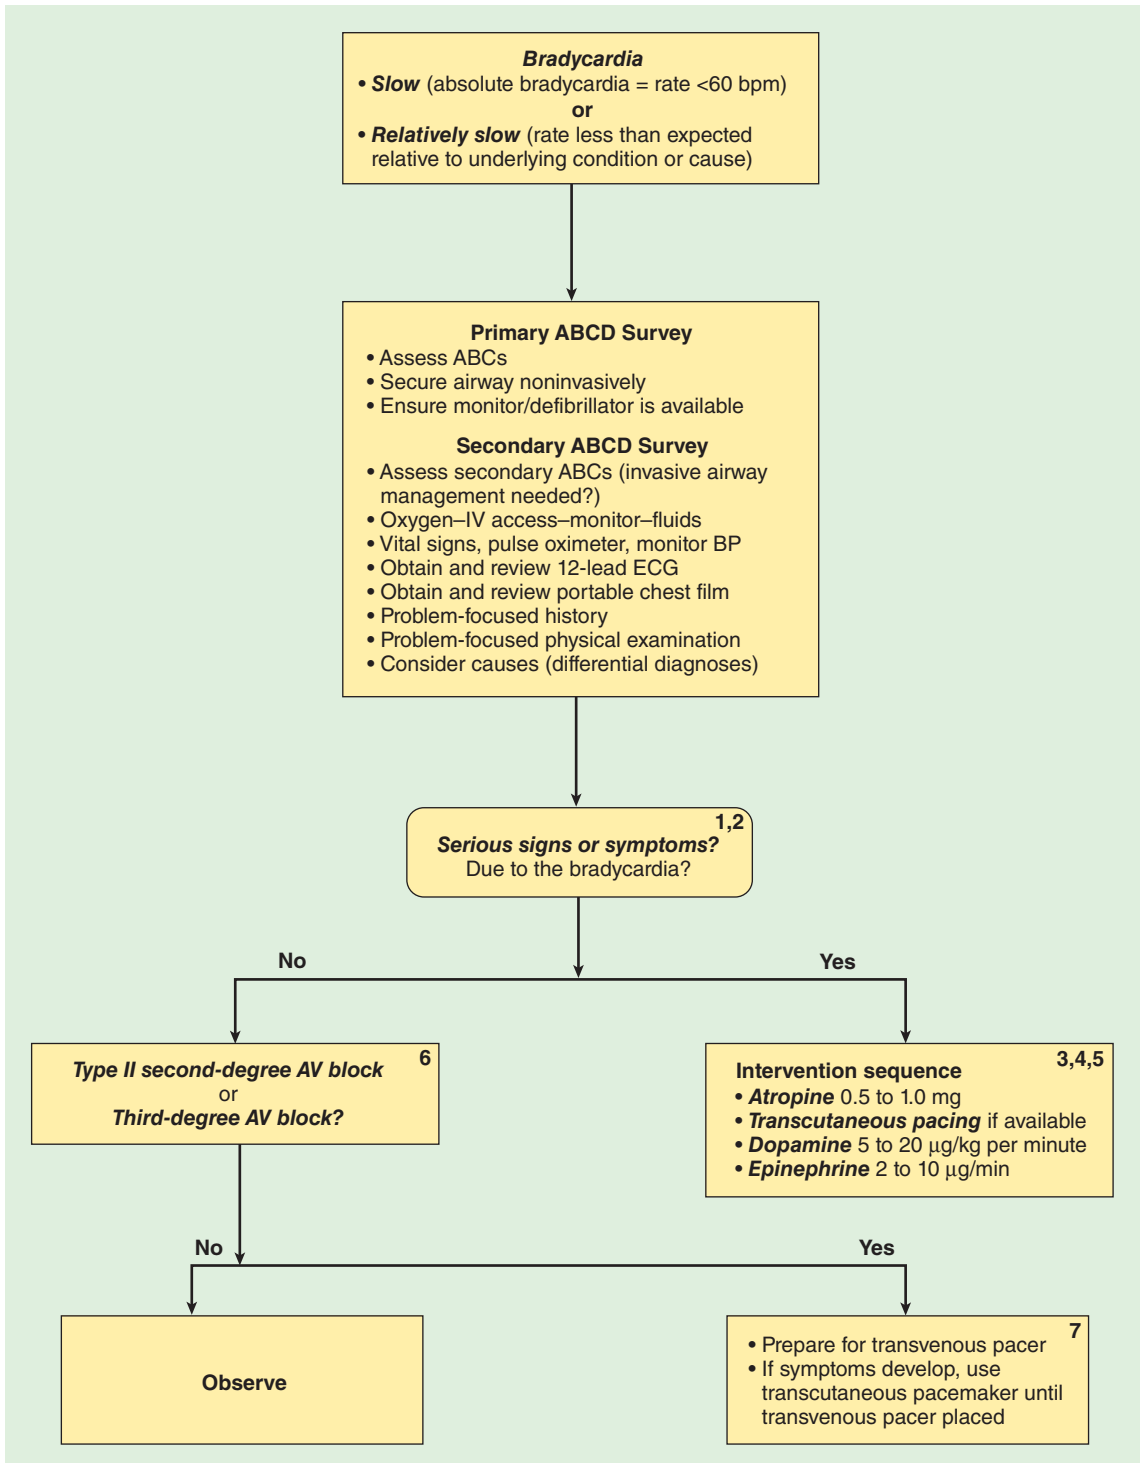 Bradycardia
• Slow (absolute bradycardia = rate <60 bpm)
or
• Relatively slow (rate less than expected
relative to underlying condition or cause)
Primary ABCD Survey
• Assess ABCs
• Secure airway noninvasively
• Ensure monitor/defibrillator is available
Secondary ABCD Survey
• Assess secondary ABCs (invasive airway
management needed?)
• Oxygen–IV access–monitor–fluids
• Vital signs, pulse oximeter, monitor BP
• Obtain and review 12-lead ECG
• Obtain and review portable chest film
• Problem-focused history
• Problem-focused physical examination
• Consider causes (differential diagnoses)
1,2
Serious signs or symptoms?
Due to the bradycardia?
No
Yes
6
Type II second-degree AV block
or
Third-degree AV block?
3,4,5
Intervention sequence
• Atropine 0.5 to 1.0 mg
• Transcutaneous pacing if available
• Dopamine 5 to 20 μg/kg per minute
• Epinephrine 2 to 10 μg/min
No
Yes
Observe
7
• Prepare for transvenous pacer
• If symptoms develop, use
transcutaneous pacemaker until
transvenous pacer placed